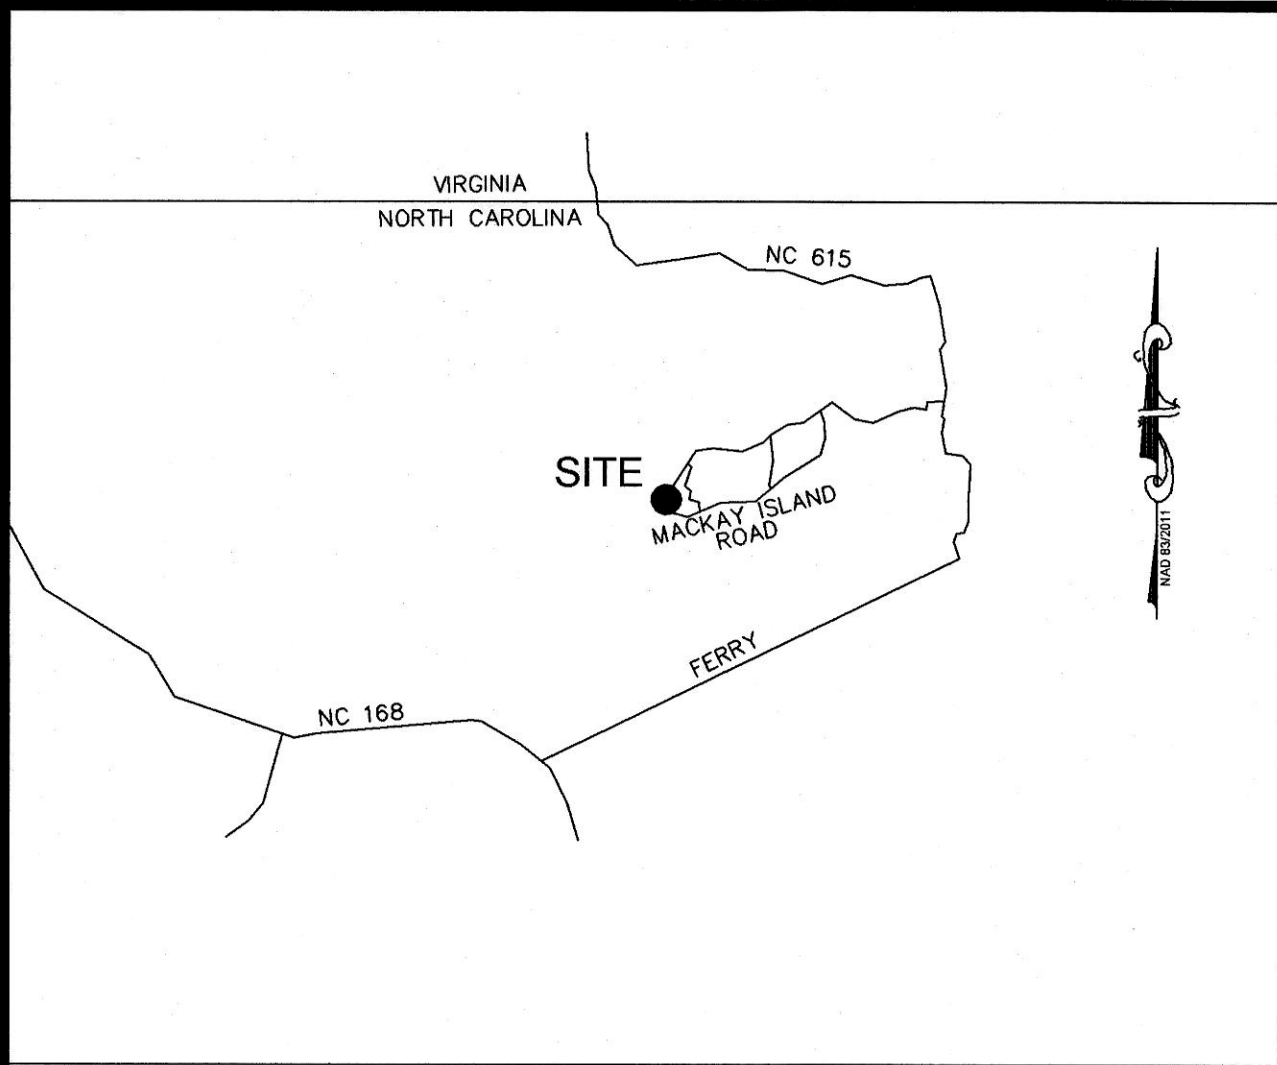 VIRGINIA
NORTH CAROLINA
NC 615
SITE
MACKAY ISLAND
ROAD
NAD 83/2011
FERRY
NC 168